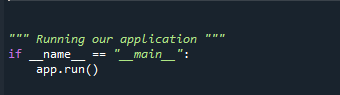 """ Running our application """
if __name__ == "__main__":
    app.run()